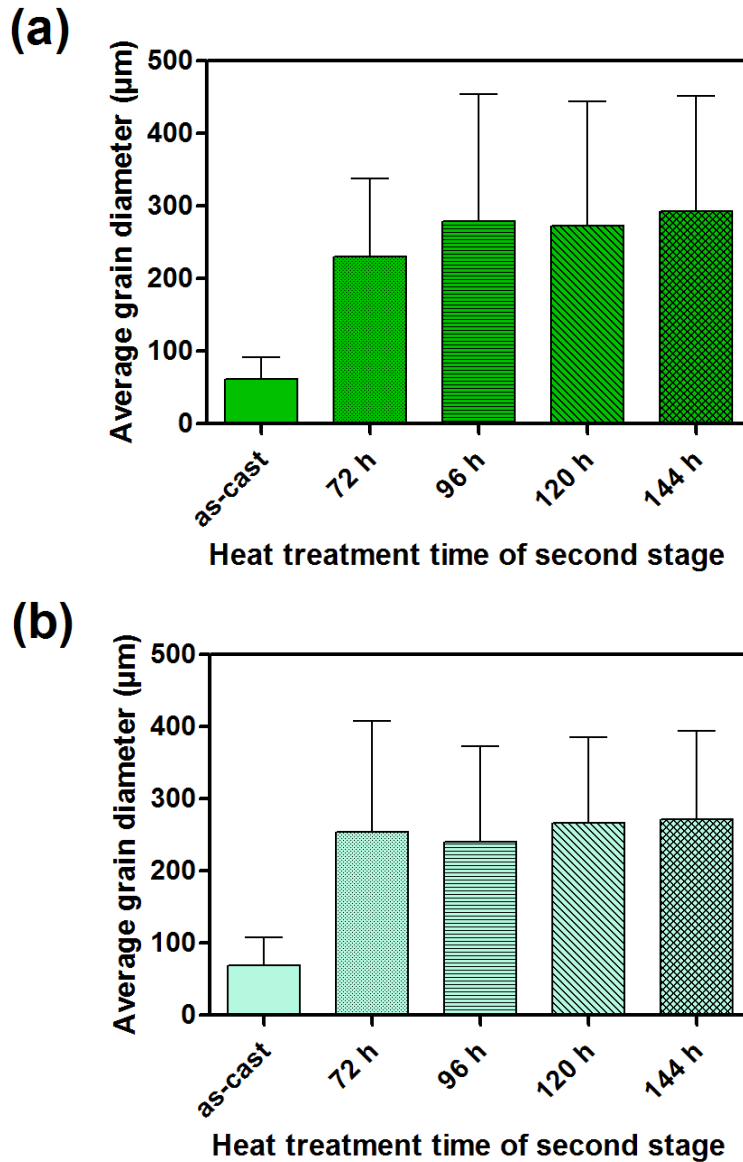 (a)
Average grain diameter (µm)
500
400
300
200
100
0
as-cast
72 h
96 h
120 h
144 h
Heat treatment time of second stage
(b)
Average grain diameter (µm)
500
400
300
200
100
0
as-cast
72 h
96 h
120 h
144 h
Heat treatment time of second stage